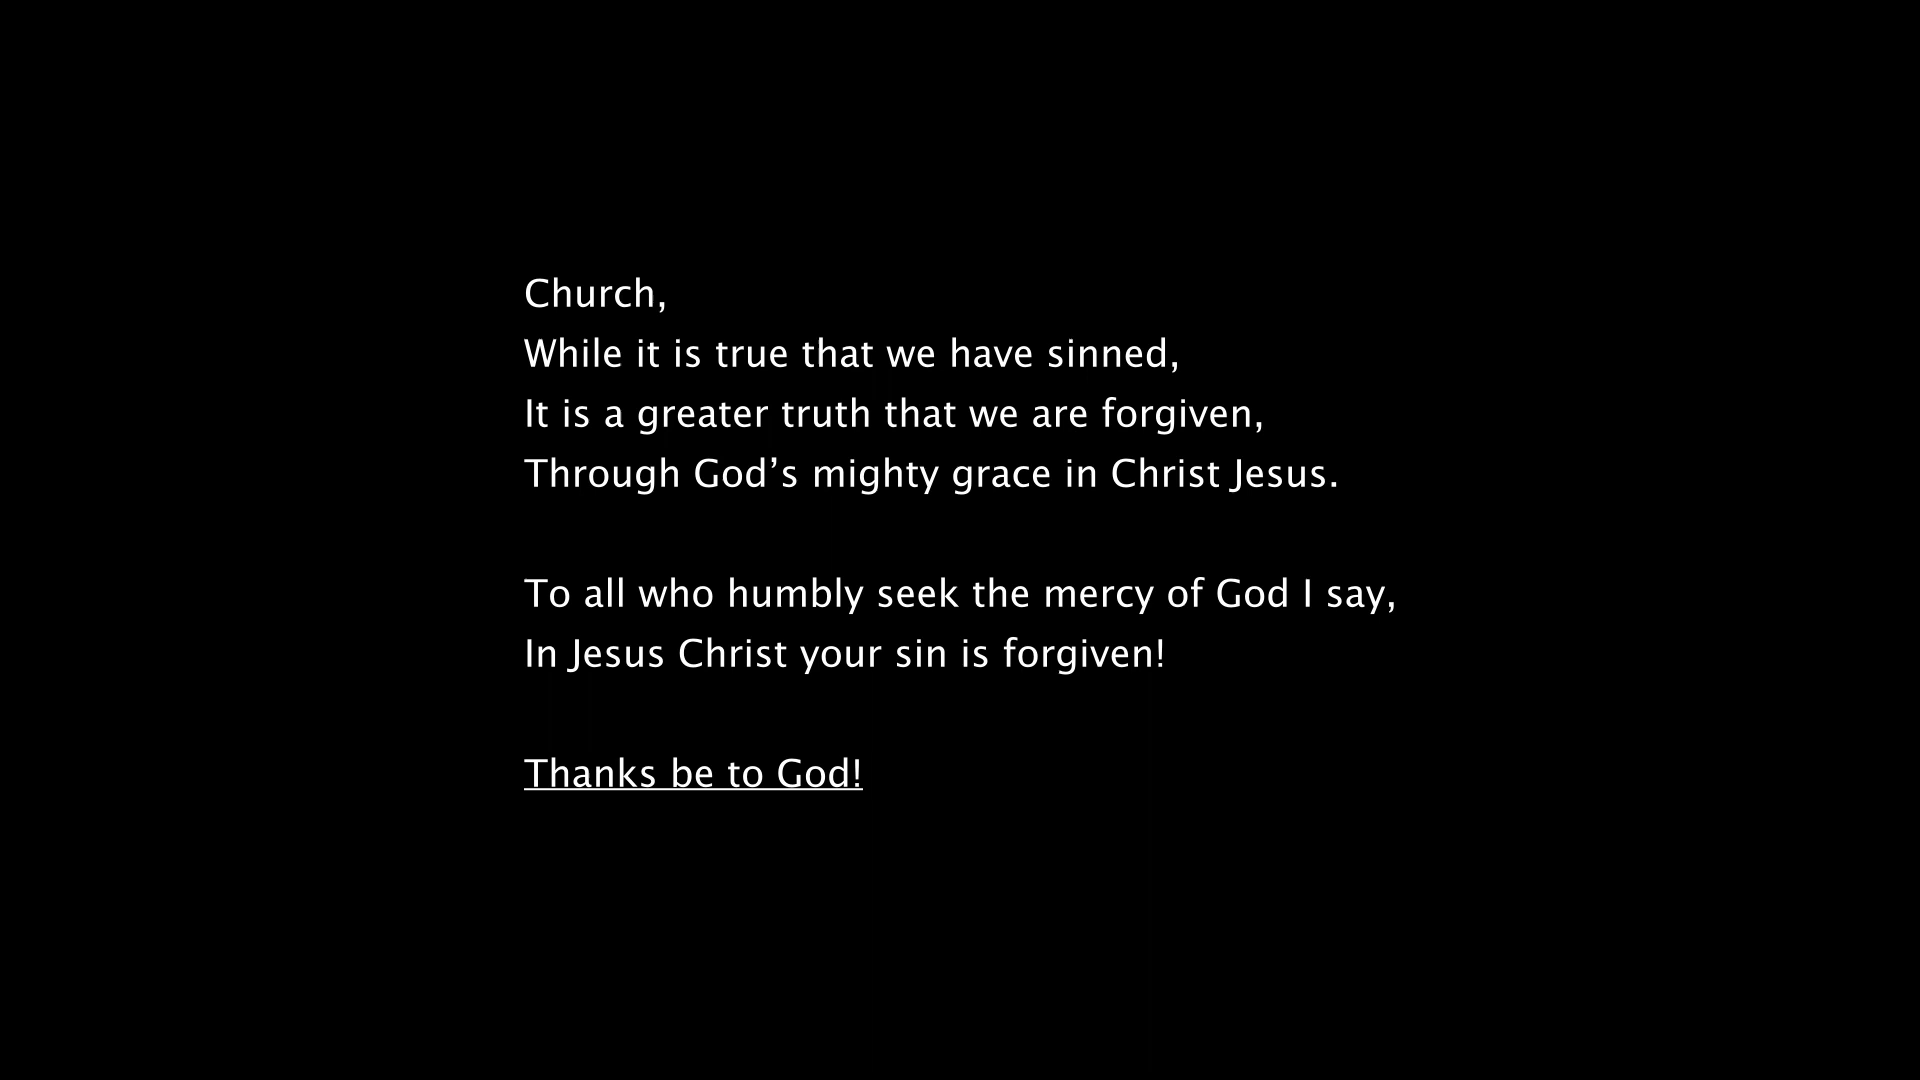 Church,
While it is true that we have sinned,
It is a greater truth that we are forgiven,
Through God’s mighty grace in Christ Jesus.
To all who humbly seek the mercy of God I say,
In Jesus Christ your sin is forgiven!
Thanks be to God!